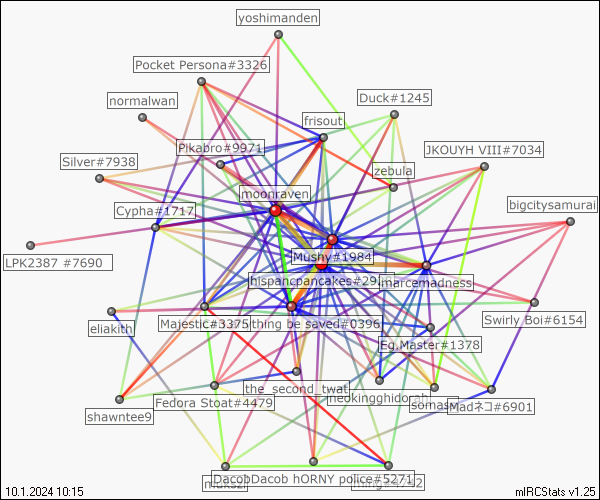 yoshimanden
Pocket Persona#3326
normalwan
Duck#1245
frisout
Pikabro#9971
JKOUYH VIII#7034
Silver#7938
zebula
moonraven
bigcitysamurai
Cypha#1717
Mushy#1984
LPK2387 #7690
hispancpancakes#29
marcemadness
Swirly Boi#6154
eliakith
Majestic#3375
thing be saved#0396
Eg.Master#1378
the_second_twat
neokingghidorah
somas
Madネコ#6901
Fedora Stoat#4479
shawntee9
DacobDacob hORNY police#5271
10.1.2024 10:15
mIRCStats v1.25